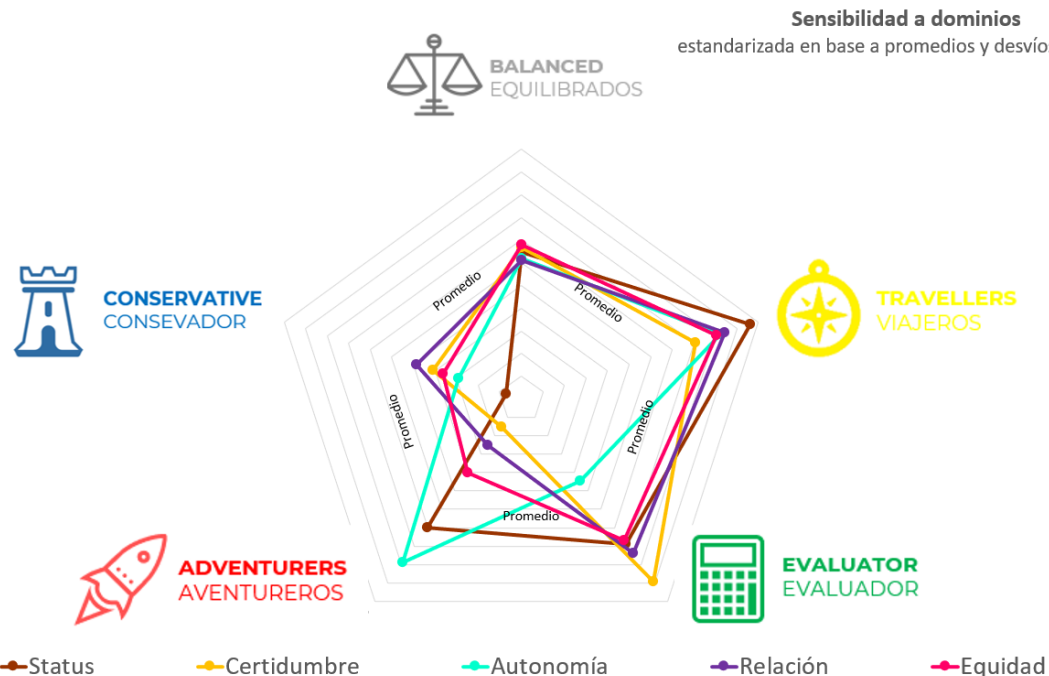 Sensibilidad a dominios
estandarizada en base a promedios y desvío
BALANCED
EQUILIBRADOS
CONSERVATIVE
CONSEVADOR
TRAVELLERS
VIAJEROS
Promedio
Promedio
Promedio
Promedio
Promedio
ADVENTURERS
AVENTUREROS
EVALUATOR
EVALUADOR
Status
Certidumbre
Autonomía
Relación
Equidad